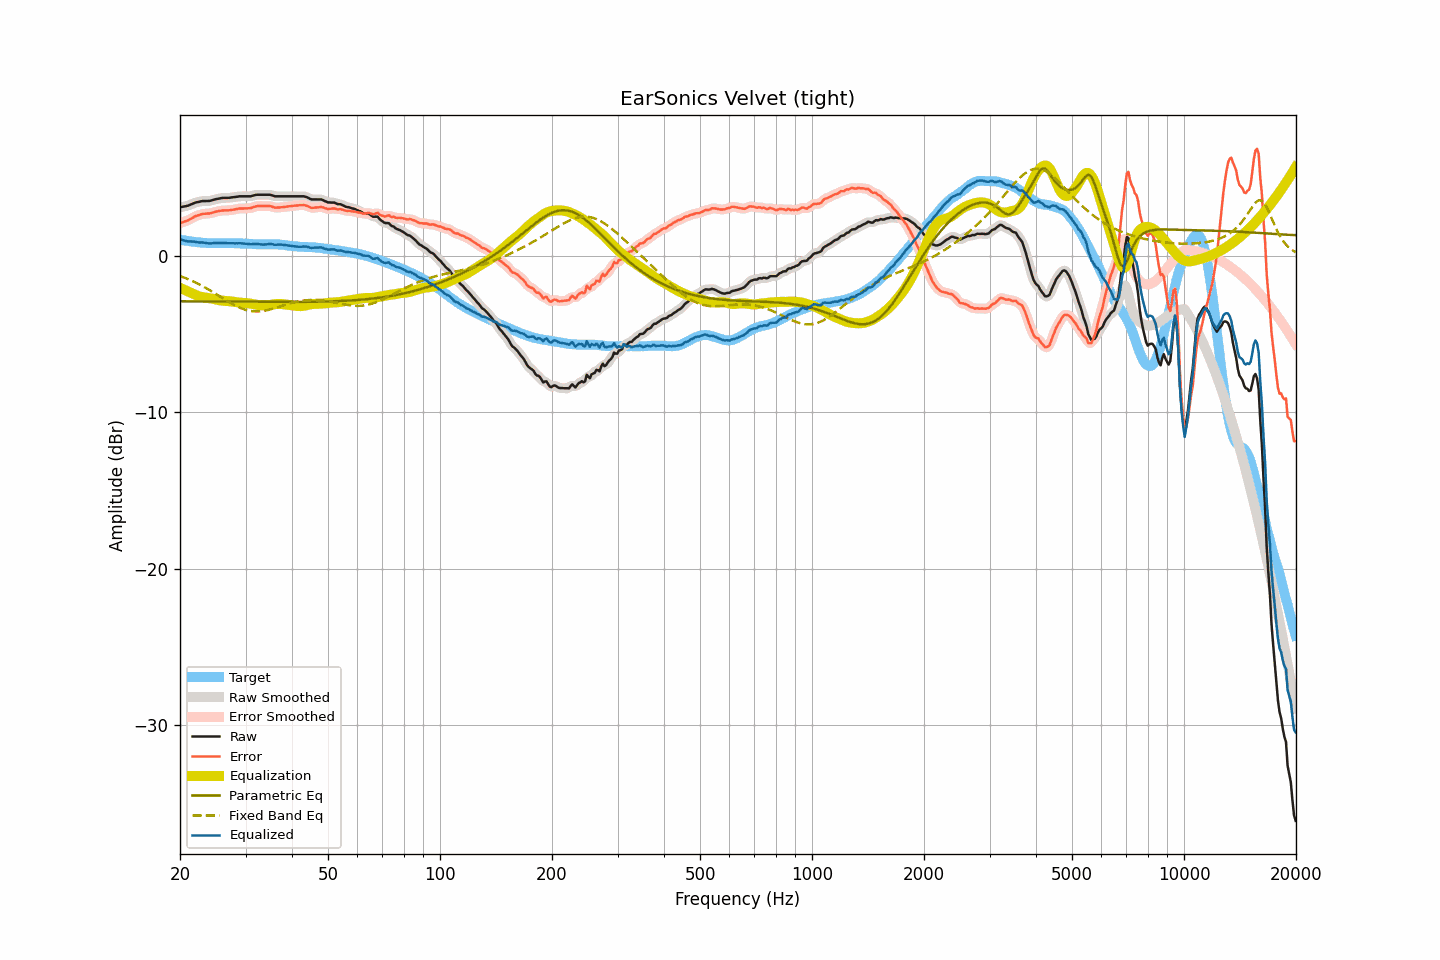 EarSonics Velvet (tight)
Amplitude (dBr)
0
−10
−20
−30
Target
Raw Smoothed
Error Smoothed
Raw
Error
Equalization
Parametric Eq
Fixed Band Eq
Equalized
20 50 100 200 500 1000 2000 5000 10000 20000
Frequency (Hz)